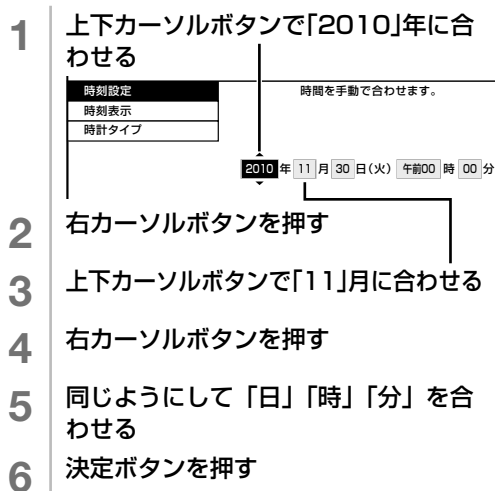 1 上下カーソルボタンで「2010」年に合
わせる
時刻設定 時間を手動で合わせます。
時刻表示
時計タイプ
2010 年 11 月 30 日(火) 午前00 時 00 分
2 右カーソルボタンを押す
3 上下カーソルボタンで「11」月に合わせる
4 右カーソルボタンを押す
5 同じようにして「日」「時」「分」を合
わせる
6 決定ボタンを押す